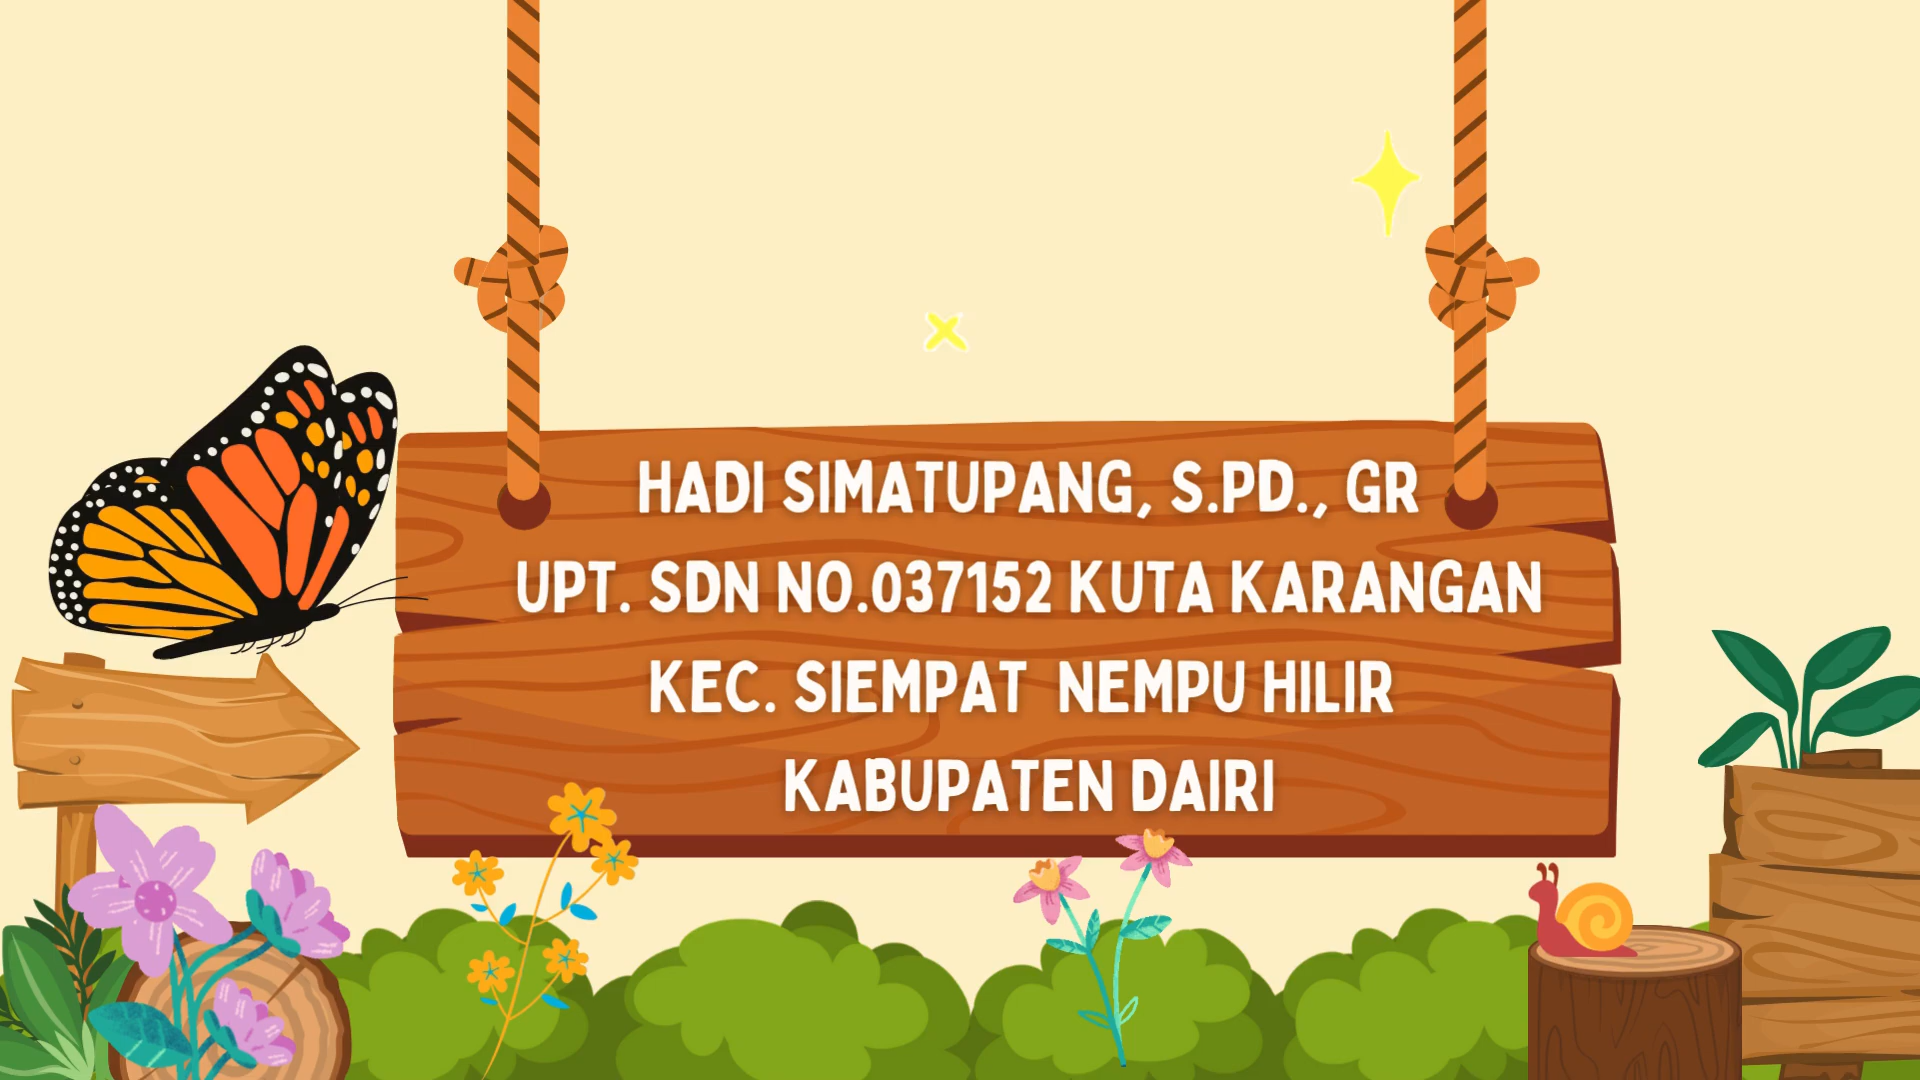 HADI SIMATUPANG, S.PD., GR
UPT. SDN NO.037152 KUTA KARANGAN
KEC. SIEMPAT NEMPU HILIR
KABUPATEN DAIRI